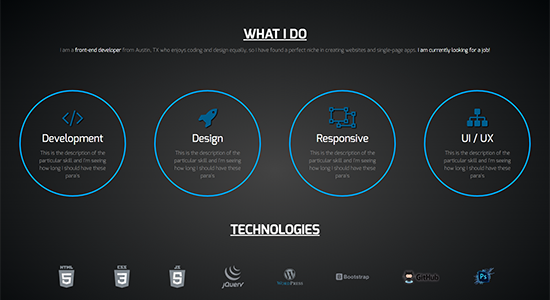 WHAT I DO
I am a front-end developer from Austin, TX who enjoys coding and design equally, so I have found a perfect niche in creating websites and single-page apps. I am currently looking for a job!
Development
This is the description of the
particular skill and I'm seeing
how long I should have these
para's
Design
This is the description of the
particular skill and I'm seeing
how long I should have these
para's
Responsive
This is the description of the
particular skill and I'm seeing
how long I should have these
para's
UI / UX
This is the description of the
particular skill and I'm seeing
how long I should have these
para's
TECHNOLOGIES
HTML
5
CSS
3
JS
5
jQuery
WordPress
B Bootstrap
GitHub
Ps